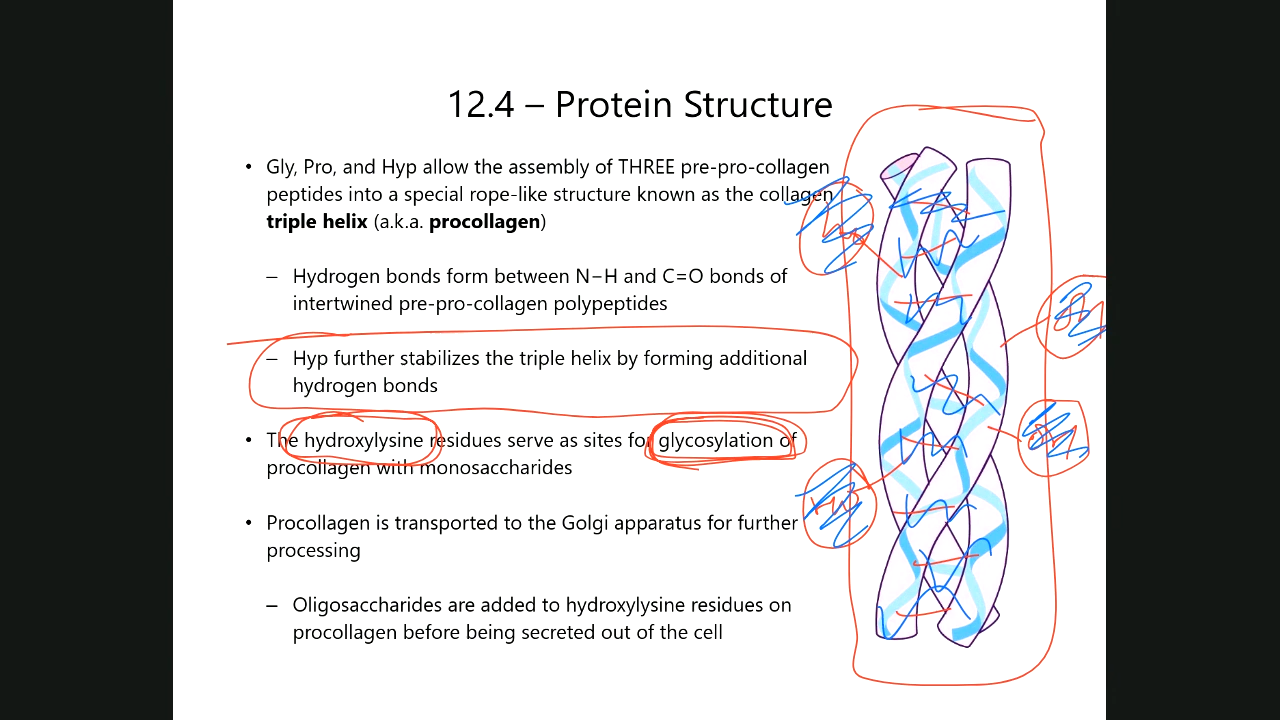 12.4 – Protein Structure
• Gly, Pro, and Hyp allow the assembly of THREE pre-pro-collagen
peptides into a special rope-like structure known as the collagen
triple helix (a.k.a. procollagen)
– Hydrogen bonds form between N–H and C=O bonds of
intertwined pre-pro-collagen polypeptides
– Hyp further stabilizes the triple helix by forming additional
hydrogen bonds
• The hydroxylysine residues serve as sites for glycosylation of
procollagen with monosaccharides
• Procollagen is transported to the Golgi apparatus for further
processing
– Oligosaccharides are added to hydroxylysine residues on
procollagen before being secreted out of the cell